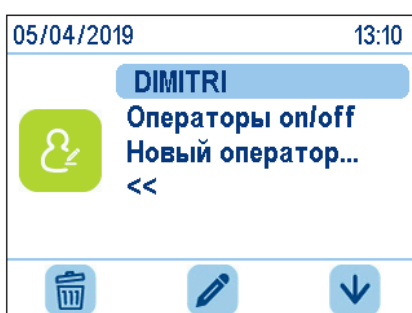 05/04/2019 13:10
DIMITRI
Операторы on/off
Новый оператор...
<<